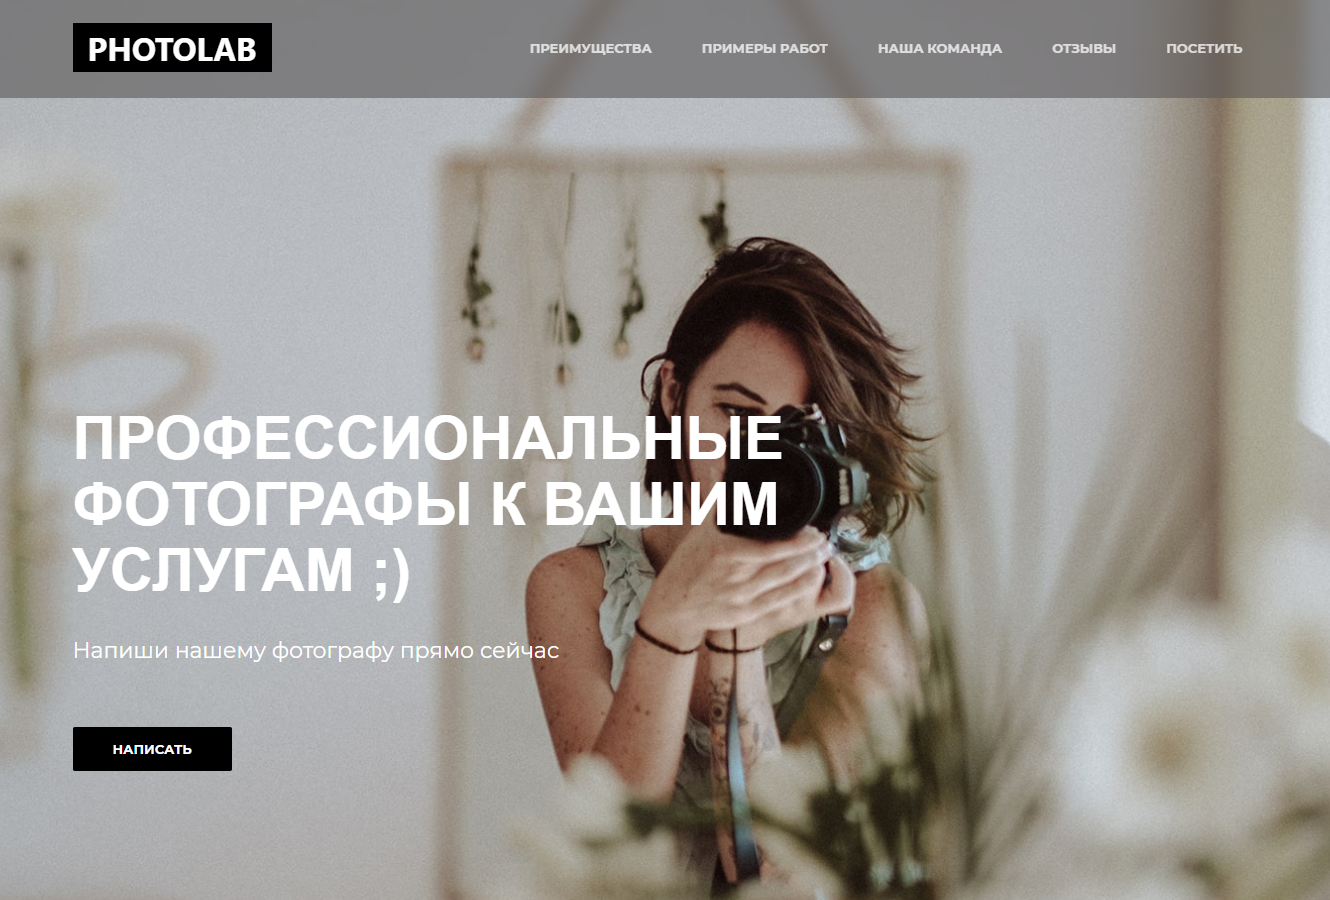 PHOTOLAB
ПРЕИМУЩЕСТВА ПРИМЕРЫ РАБОТ НАША КОМАНДА ОТЗЫВЫ ПОСЕТИТЬ
ПРОФЕССИОНАЛЬНЫЕ
ФОТОГРАФЫ К ВАШИМ
УСЛУГАМ ;)
Напиши нашему фотографу прямо сейчас
НАПИСАТЬ